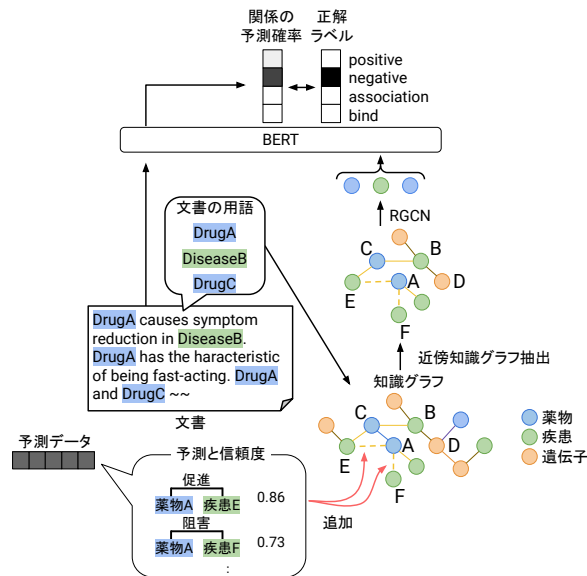 関係の
予測確率
正解
ラベル
positive
negative
association
bind
BERT
文書の用語
DrugA
DiseaseB
DrugC
RGCN
C
B
A
D
E
F
DrugA causes symptom
reduction in DiseaseB.
DrugA has the haracteristic
of being fast-acting. DrugA
and DrugC ~~
文書
近傍知識グラフ抽出
知識グラフ
C
B
A
D
E
F
薬物
疾患
遺伝子
予測データ
予測と信頼度
促進
薬物A 疾患E 0.86
阻害
薬物A 疾患F 0.73
:
追加